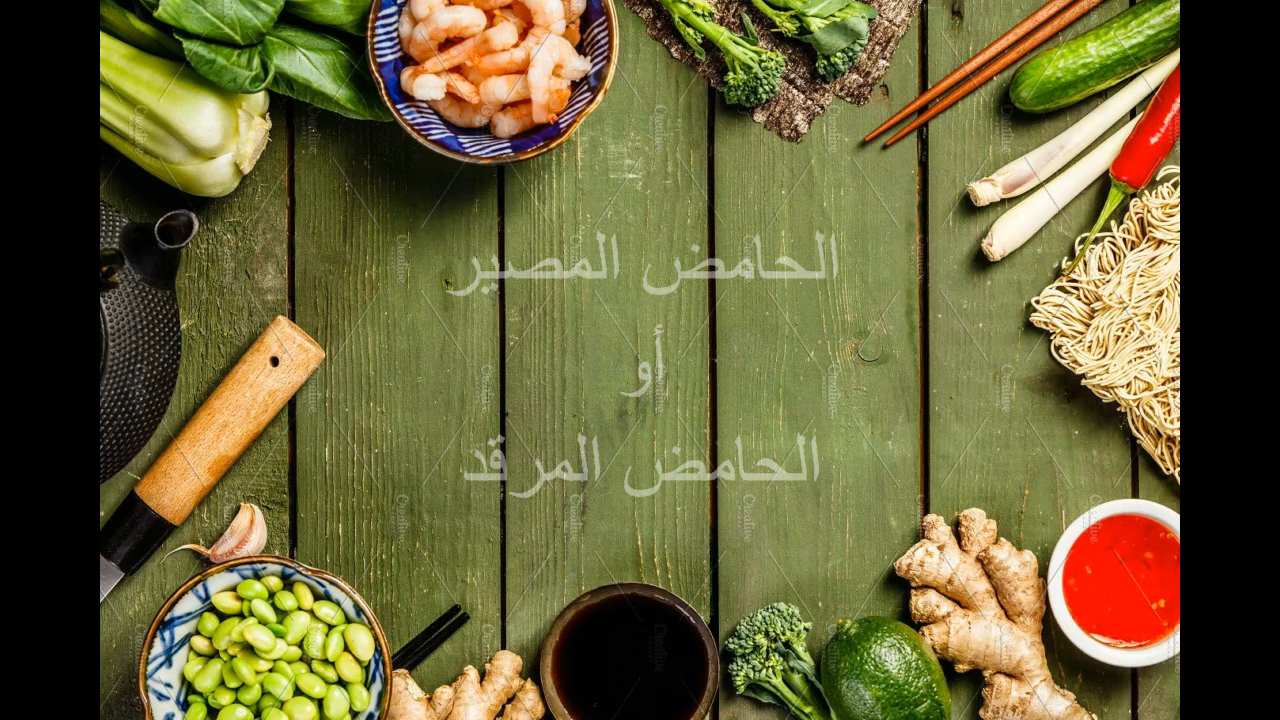 الحامض المصير
أو
الحامض المرقد